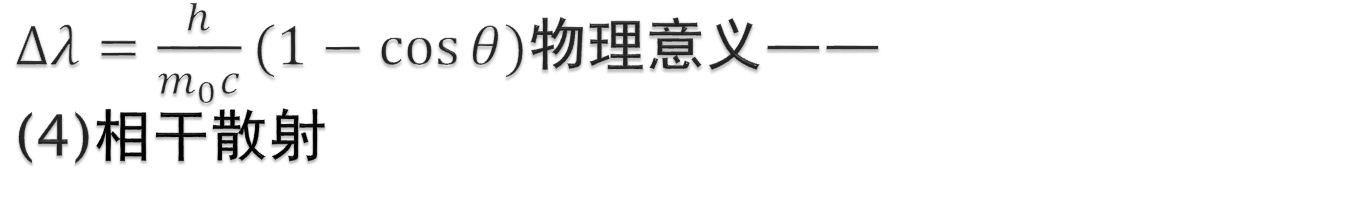 Δλ = h/(m₀c) (1 − cos θ)物理意义——
(4)相干散射